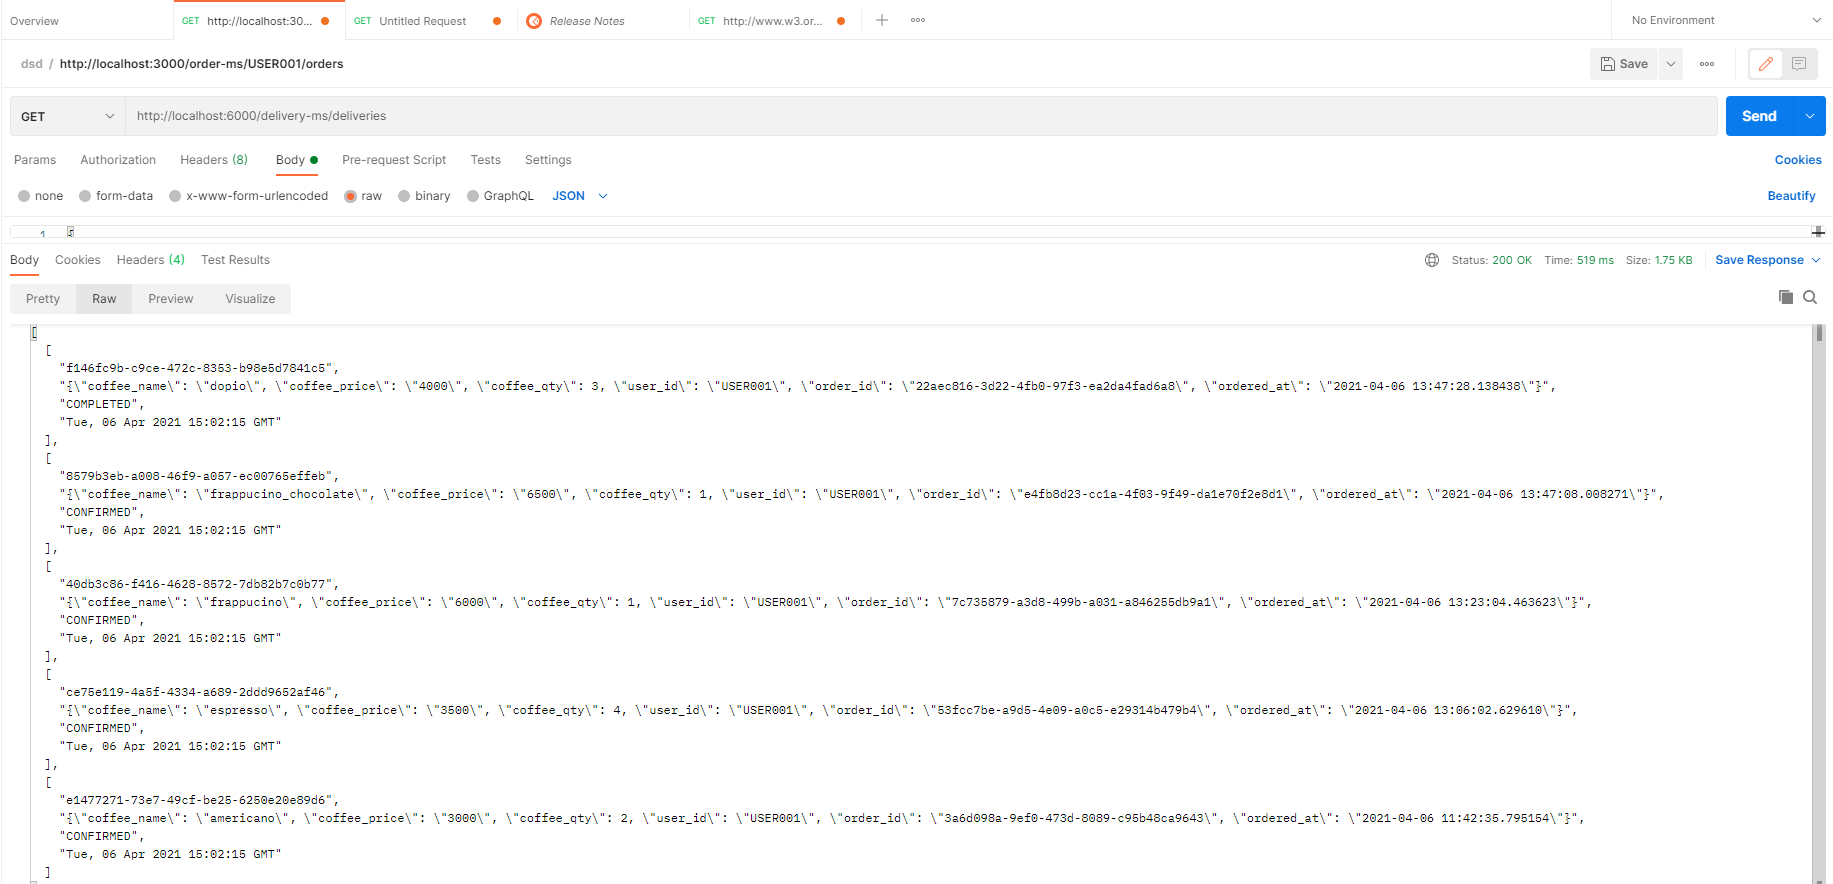 Overview
GET http://localhost:30...
GET Untitled Request
Release Notes
GET http://www.w3.or...
No Environment
dsd / http://localhost:3000/order-ms/USER001/orders
Save
GET
http://localhost:6000/delivery-ms/deliveries
Send
Params Authorization Headers (8) Body Pre-request Script Tests Settings
Cookies
none form-data x-www-form-urlencoded raw binary GraphQL JSON
Beautify
1 [
Body Cookies Headers (4) Test Results
Status: 200 OK Time: 519 ms Size: 1.75 KB Save Response
Pretty Raw Preview Visualize
[
[
"f146fc9b-c9ce-472c-8353-b98e5d7841c5",
"{\"coffee_name\": \"dopio\", \"coffee_price\": \"4000\", \"coffee_qty\": 3, \"user_id\": \"USER001\", \"order_id\": \"22aec816-3d22-4fb0-97f3-ea2da4fad6a8\", \"ordered_at\": \"2021-04-06 13:47:28.138438\"}",
"COMPLETED",
"Tue, 06 Apr 2021 15:02:15 GMT"
],
[
"8579b3eb-a008-46f9-a057-ec00765effeb",
"{\"coffee_name\": \"frappucino_chocolate\", \"coffee_price\": \"6500\", \"coffee_qty\": 1, \"user_id\": \"USER001\", \"order_id\": \"e4fb8d23-cc1a-4f03-9f49-da1e70f2e8d1\", \"ordered_at\": \"2021-04-06 13:47:08.008271\"}",
"CONFIRMED",
"Tue, 06 Apr 2021 15:02:15 GMT"
],
[
"40db3c86-f416-4628-8572-7db82b7c0b77",
"{\"coffee_name\": \"frappucino\", \"coffee_price\": \"6000\", \"coffee_qty\": 1, \"user_id\": \"USER001\", \"order_id\": \"7c735879-a3d8-499b-a031-a846255db9a1\", \"ordered_at\": \"2021-04-06 13:23:04.463623\"}",
"CONFIRMED",
"Tue, 06 Apr 2021 15:02:15 GMT"
],
[
"ce75e119-4a5f-4334-a689-2ddd9652af46",
"{\"coffee_name\": \"espresso\", \"coffee_price\": \"3500\", \"coffee_qty\": 4, \"user_id\": \"USER001\", \"order_id\": \"53fcc7be-a9d5-4e09-a0c5-e29314b479b4\", \"ordered_at\": \"2021-04-06 13:06:02.629610\"}",
"CONFIRMED",
"Tue, 06 Apr 2021 15:02:15 GMT"
],
[
"e1477271-73e7-49cf-be25-6250e20e89d6",
"{\"coffee_name\": \"americano\", \"coffee_price\": \"3000\", \"coffee_qty\": 2, \"user_id\": \"USER001\", \"order_id\": \"3a6d098a-9ef0-473d-8089-c95b48ca9643\", \"ordered_at\": \"2021-04-06 11:42:35.795154\"}",
"CONFIRMED",
"Tue, 06 Apr 2021 15:02:15 GMT"
]